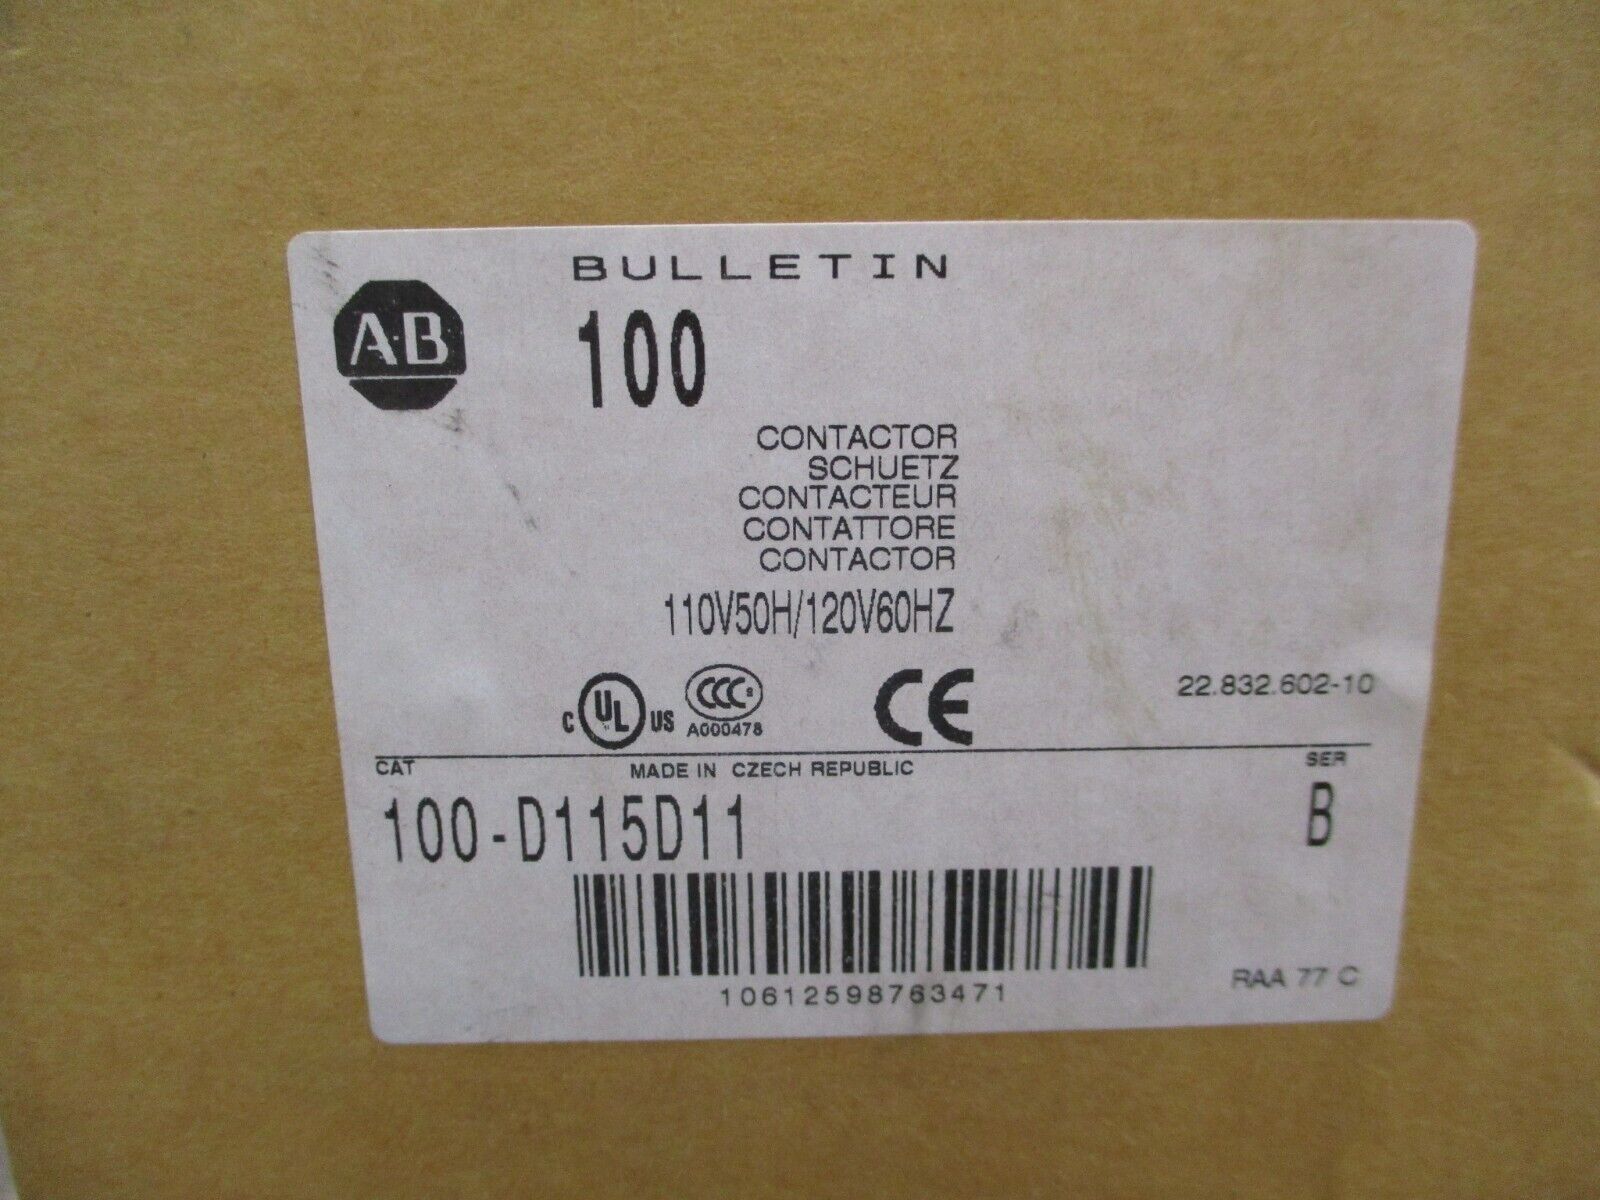 BULLETIN
A·B
100
CONTACTOR
SCHUETZ
CONTACTEUR
CONTATTORE
CONTACTOR
110V50H/120V60HZ
C UL US
CCC S
A000478
CE
22.832.602-10
CAT
MADE IN CZECH REPUBLIC
SER
100-D115D11
B
10612598763471
RAA 77 C